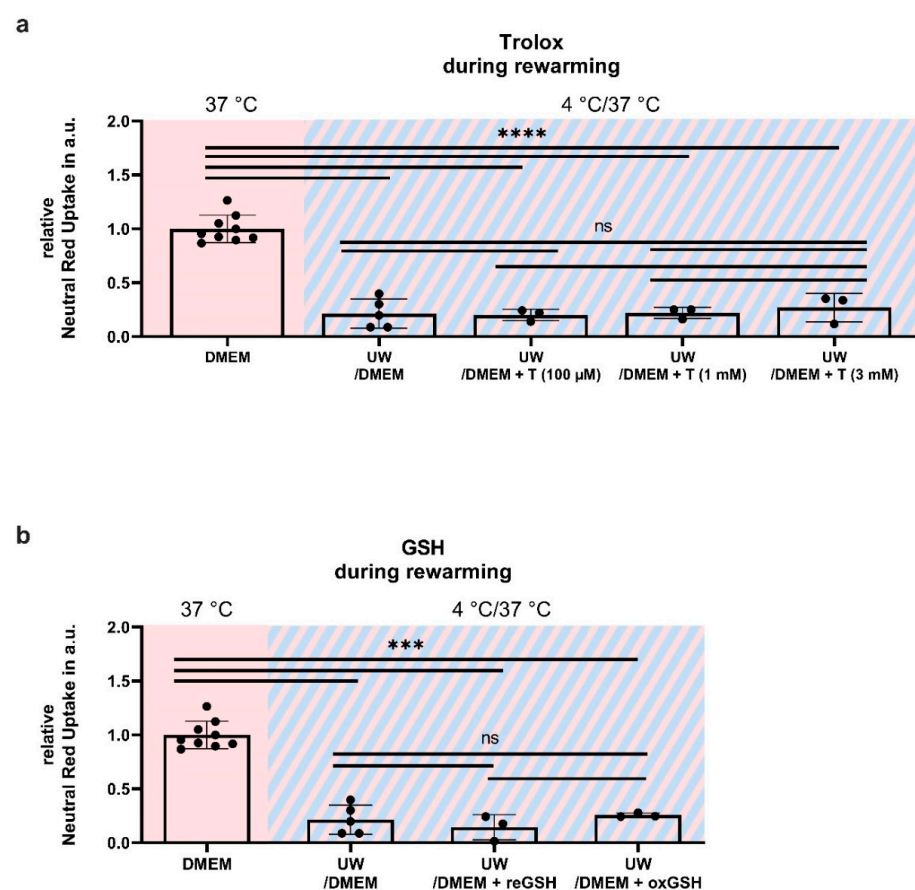 a
Trolox
during rewarming
37 °C
4 °C/37 °C
relative
Neutral Red Uptake in a.u.
2.0
1.5
1.0
0.5
0.0
****
ns
DMEM
UW
/DMEM
UW
/DMEM + T (100 µM)
UW
/DMEM + T (1 mM)
UW
/DMEM + T (3 mM)
b
GSH
during rewarming
37 °C
4 °C/37 °C
relative
Neutral Red Uptake in a.u.
2.0
1.5
1.0
0.5
0.0
***
ns
DMEM
UW
/DMEM
UW
/DMEM + reGSH
UW
/DMEM + oxGSH